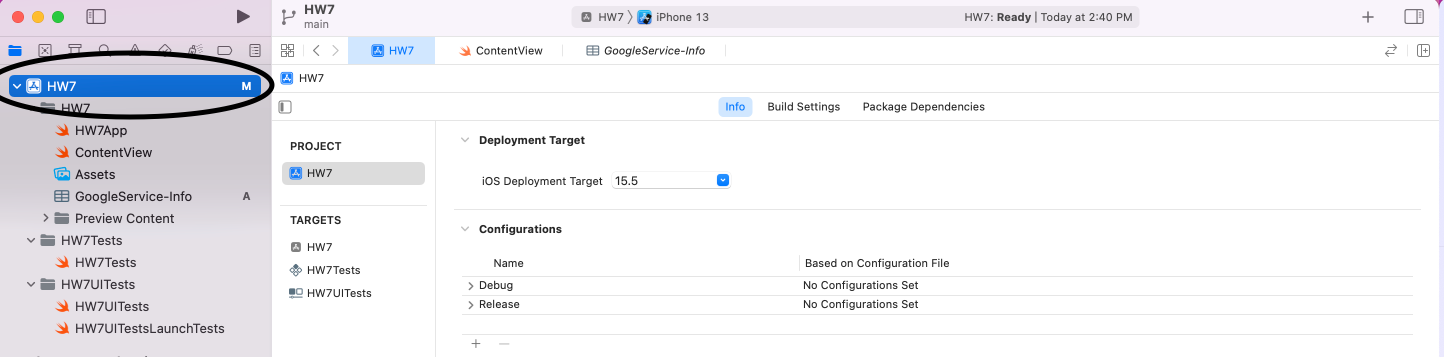 HW7
main
HW7
iPhone 13
HW7: Ready | Today at 2:40 PM
HW7
ContentView
GoogleService-Info
HW7 M
HW7
HW7
HW7App
ContentView
Assets
GoogleService-Info A
Preview Content
HW7Tests
HW7Tests
HW7UITests
HW7UITests
HW7UITestsLaunchTests
Info
Build Settings
Package Dependencies
PROJECT
HW7
TARGETS
HW7
HW7Tests
HW7UITests
Deployment Target
iOS Deployment Target 15.5
Configurations
Name
Based on Configuration File
Debug
No Configurations Set
Release
No Configurations Set